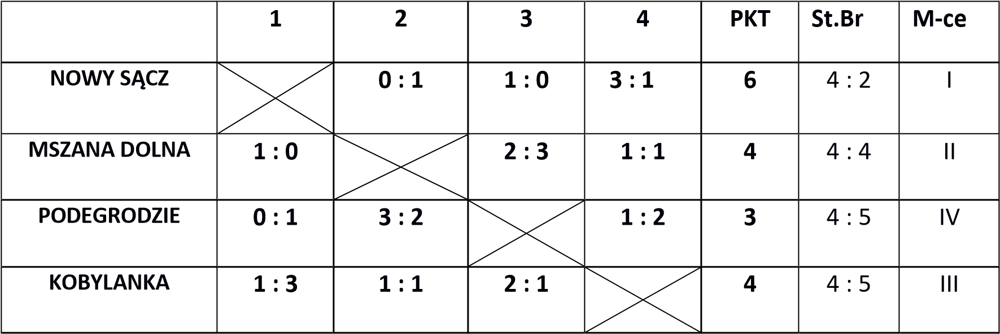 1 2 3 4 PKT St.Br M-ce
NOWY SĄCZ 0 : 1 1 : 0 3 : 1 6 4 : 2 I
MSZANA DOLNA 1 : 0 2 : 3 1 : 1 4 4 : 4 II
PODEGRODZIE 0 : 1 3 : 2 1 : 2 3 4 : 5 IV
KOBYLANKA 1 : 3 1 : 1 2 : 1 4 4 : 5 III